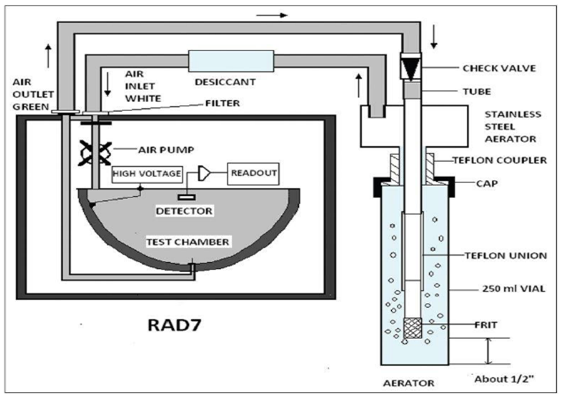 AIR
OUTLET
GREEN
AIR
INLET
WHITE
DESICCANT
FILTER
AIR PUMP
HIGH VOLTAGE
READOUT
DETECTOR
TEST CHAMBER
RAD7
CHECK VALVE
TUBE
STAINLESS
STEEL
AERATOR
TEFLON COUPLER
CAP
TEFLON UNION
250 ml VIAL
FRIT
About 1/2"
AERATOR